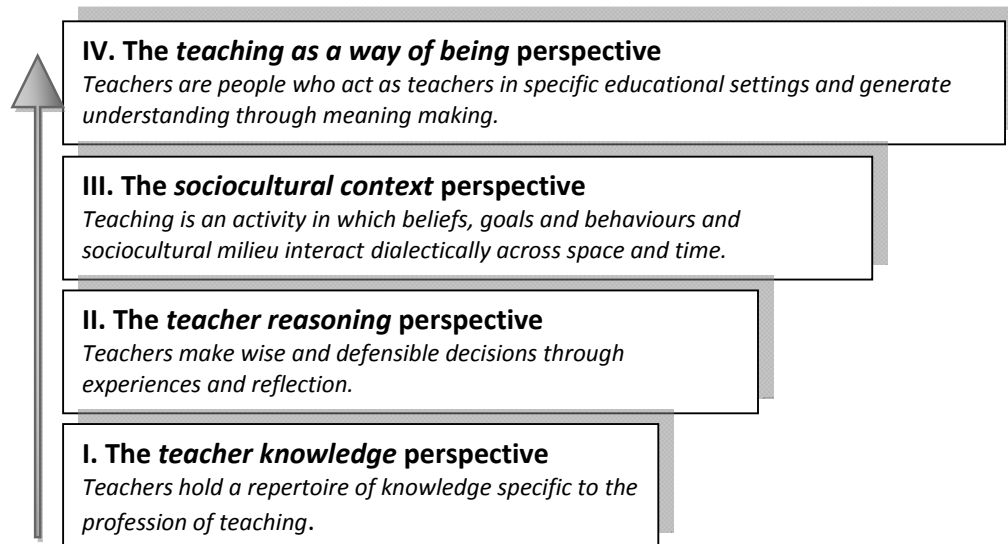 IV. The teaching as a way of being perspective
Teachers are people who act as teachers in specific educational settings and generate
understanding through meaning making.
III. The sociocultural context perspective
Teaching is an activity in which beliefs, goals and behaviours and
sociocultural milieu interact dialectically across space and time.
II. The teacher reasoning perspective
Teachers make wise and defensible decisions through
experiences and reflection.
I. The teacher knowledge perspective
Teachers hold a repertoire of knowledge specific to the
profession of teaching.